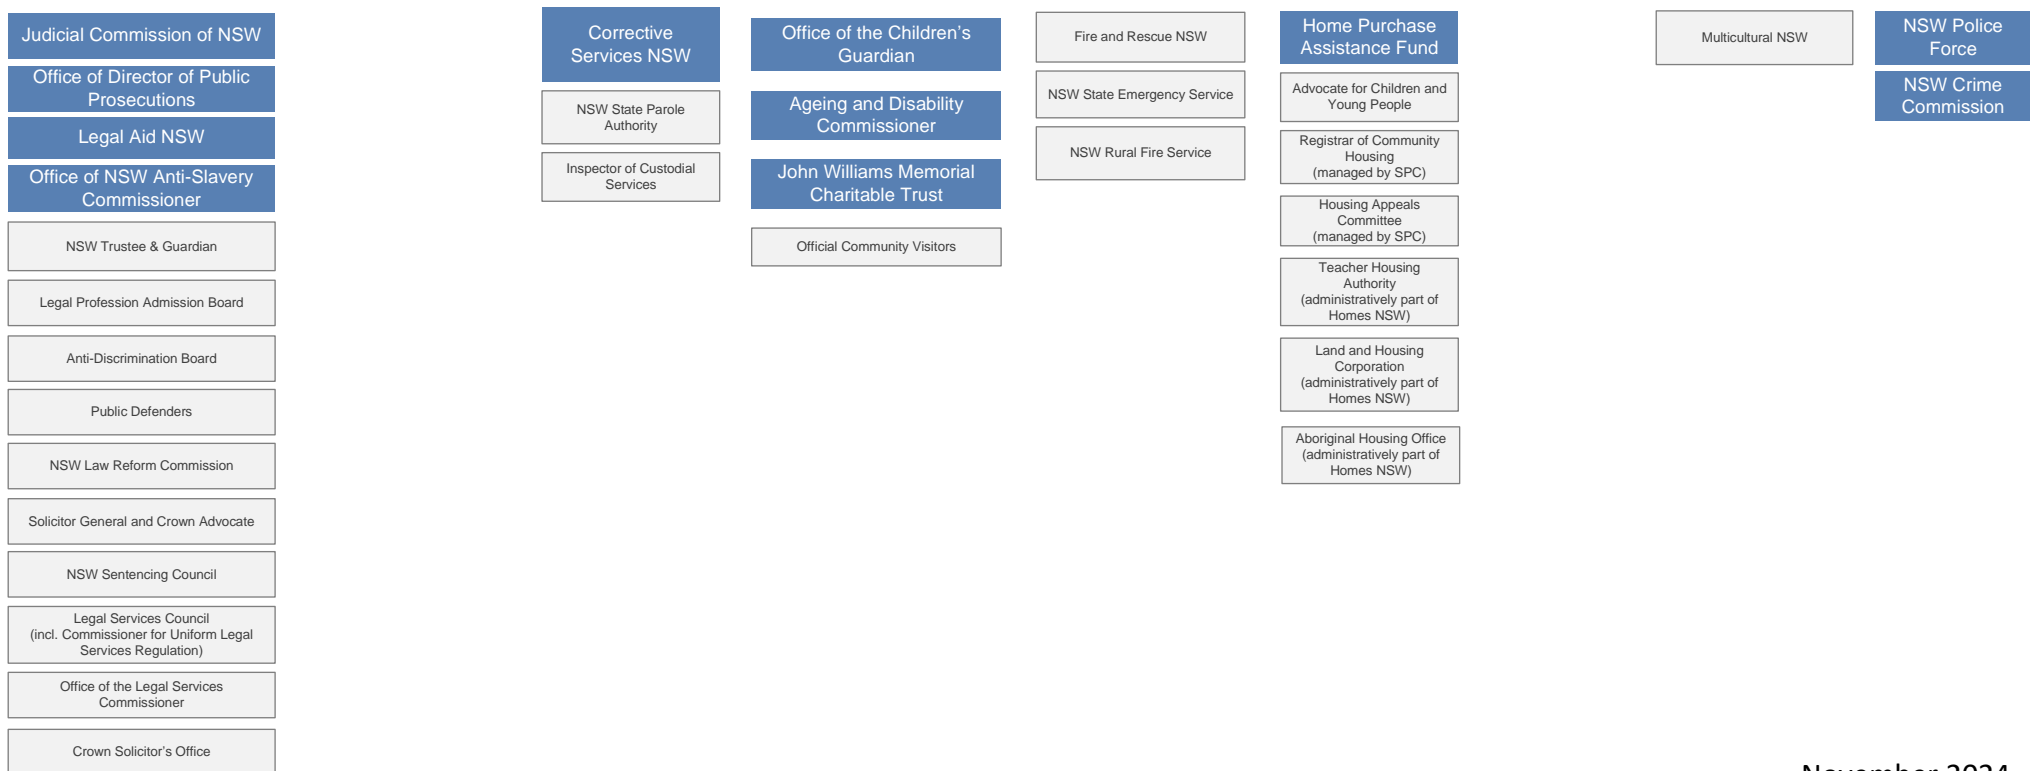 Judicial Commission of NSW
Office of Director of Public
Prosecutions
Legal Aid NSW
Office of NSW Anti-Slavery
Commissioner
NSW Trustee & Guardian
Legal Profession Admission Board
Anti-Discrimination Board
Public Defenders
NSW Law Reform Commission
Solicitor General and Crown Advocate
NSW Sentencing Council
Legal Services Council
(incl. Commissioner for Uniform Legal
Services Regulation)
Office of the Legal Services
Commissioner
Crown Solicitor's Office
Corrective
Services NSW
NSW State Parole
Authority
Inspector of Custodial
Services
Office of the Children's
Guardian
Ageing and Disability
Commissioner
John Williams Memorial
Charitable Trust
Official Community Visitors
Fire and Rescue NSW
NSW State Emergency Service
NSW Rural Fire Service
Home Purchase
Assistance Fund
Advocate for Children and
Young People
Registrar of Community
Housing
(managed by SPC)
Housing Appeals
Committee
(managed by SPC)
Teacher Housing
Authority
(administratively part of
Homes NSW)
Land and Housing
Corporation
(administratively part of
Homes NSW)
Aboriginal Housing Office
(administratively part of
Homes NSW)
Multicultural NSW
NSW Police
Force
NSW Crime
Commission
November 2024